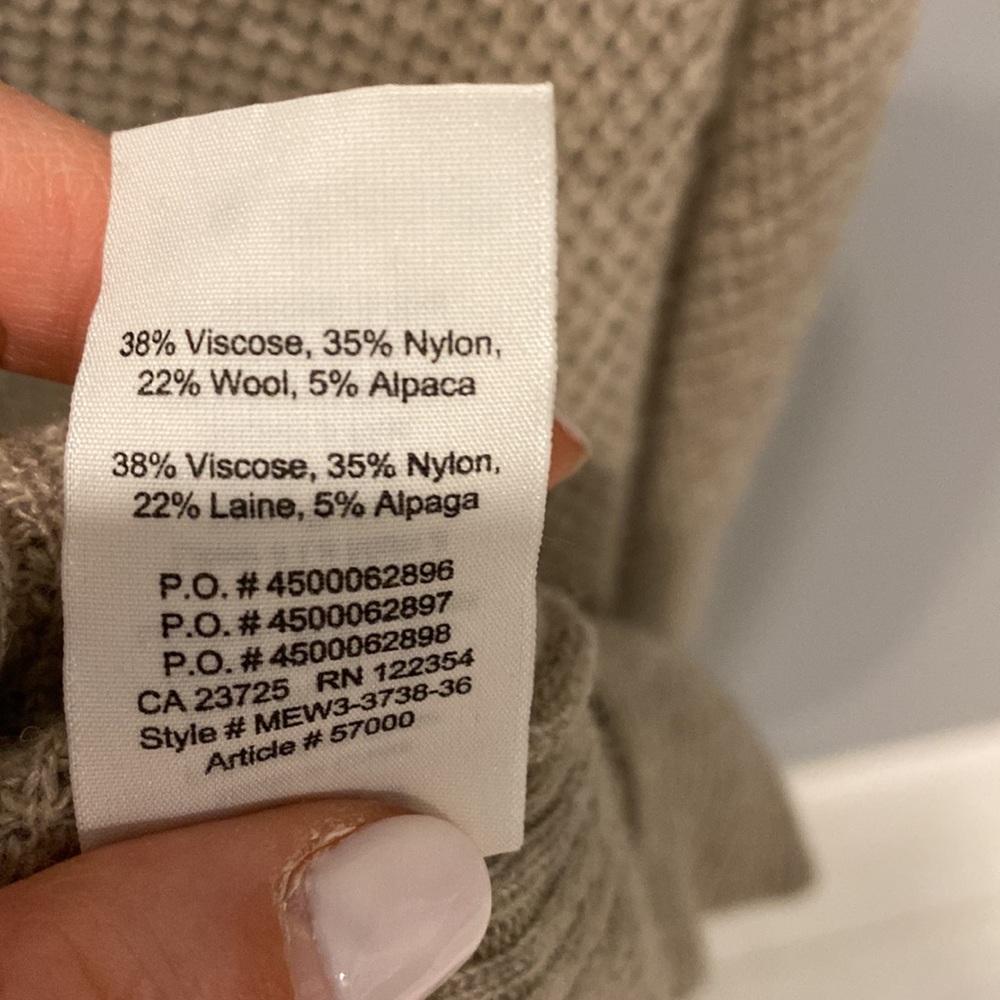 38% Viscose, 35% Nylon,
22% Wool, 5% Alpaca
38% Viscose, 35% Nylon,
22% Laine, 5% Alpaga
P.O. # 4500062896
P.O. # 4500062897
P.O. # 4500062898
CA 23725 RN 122354
Style # MEW3-3738-36
Article # 57000